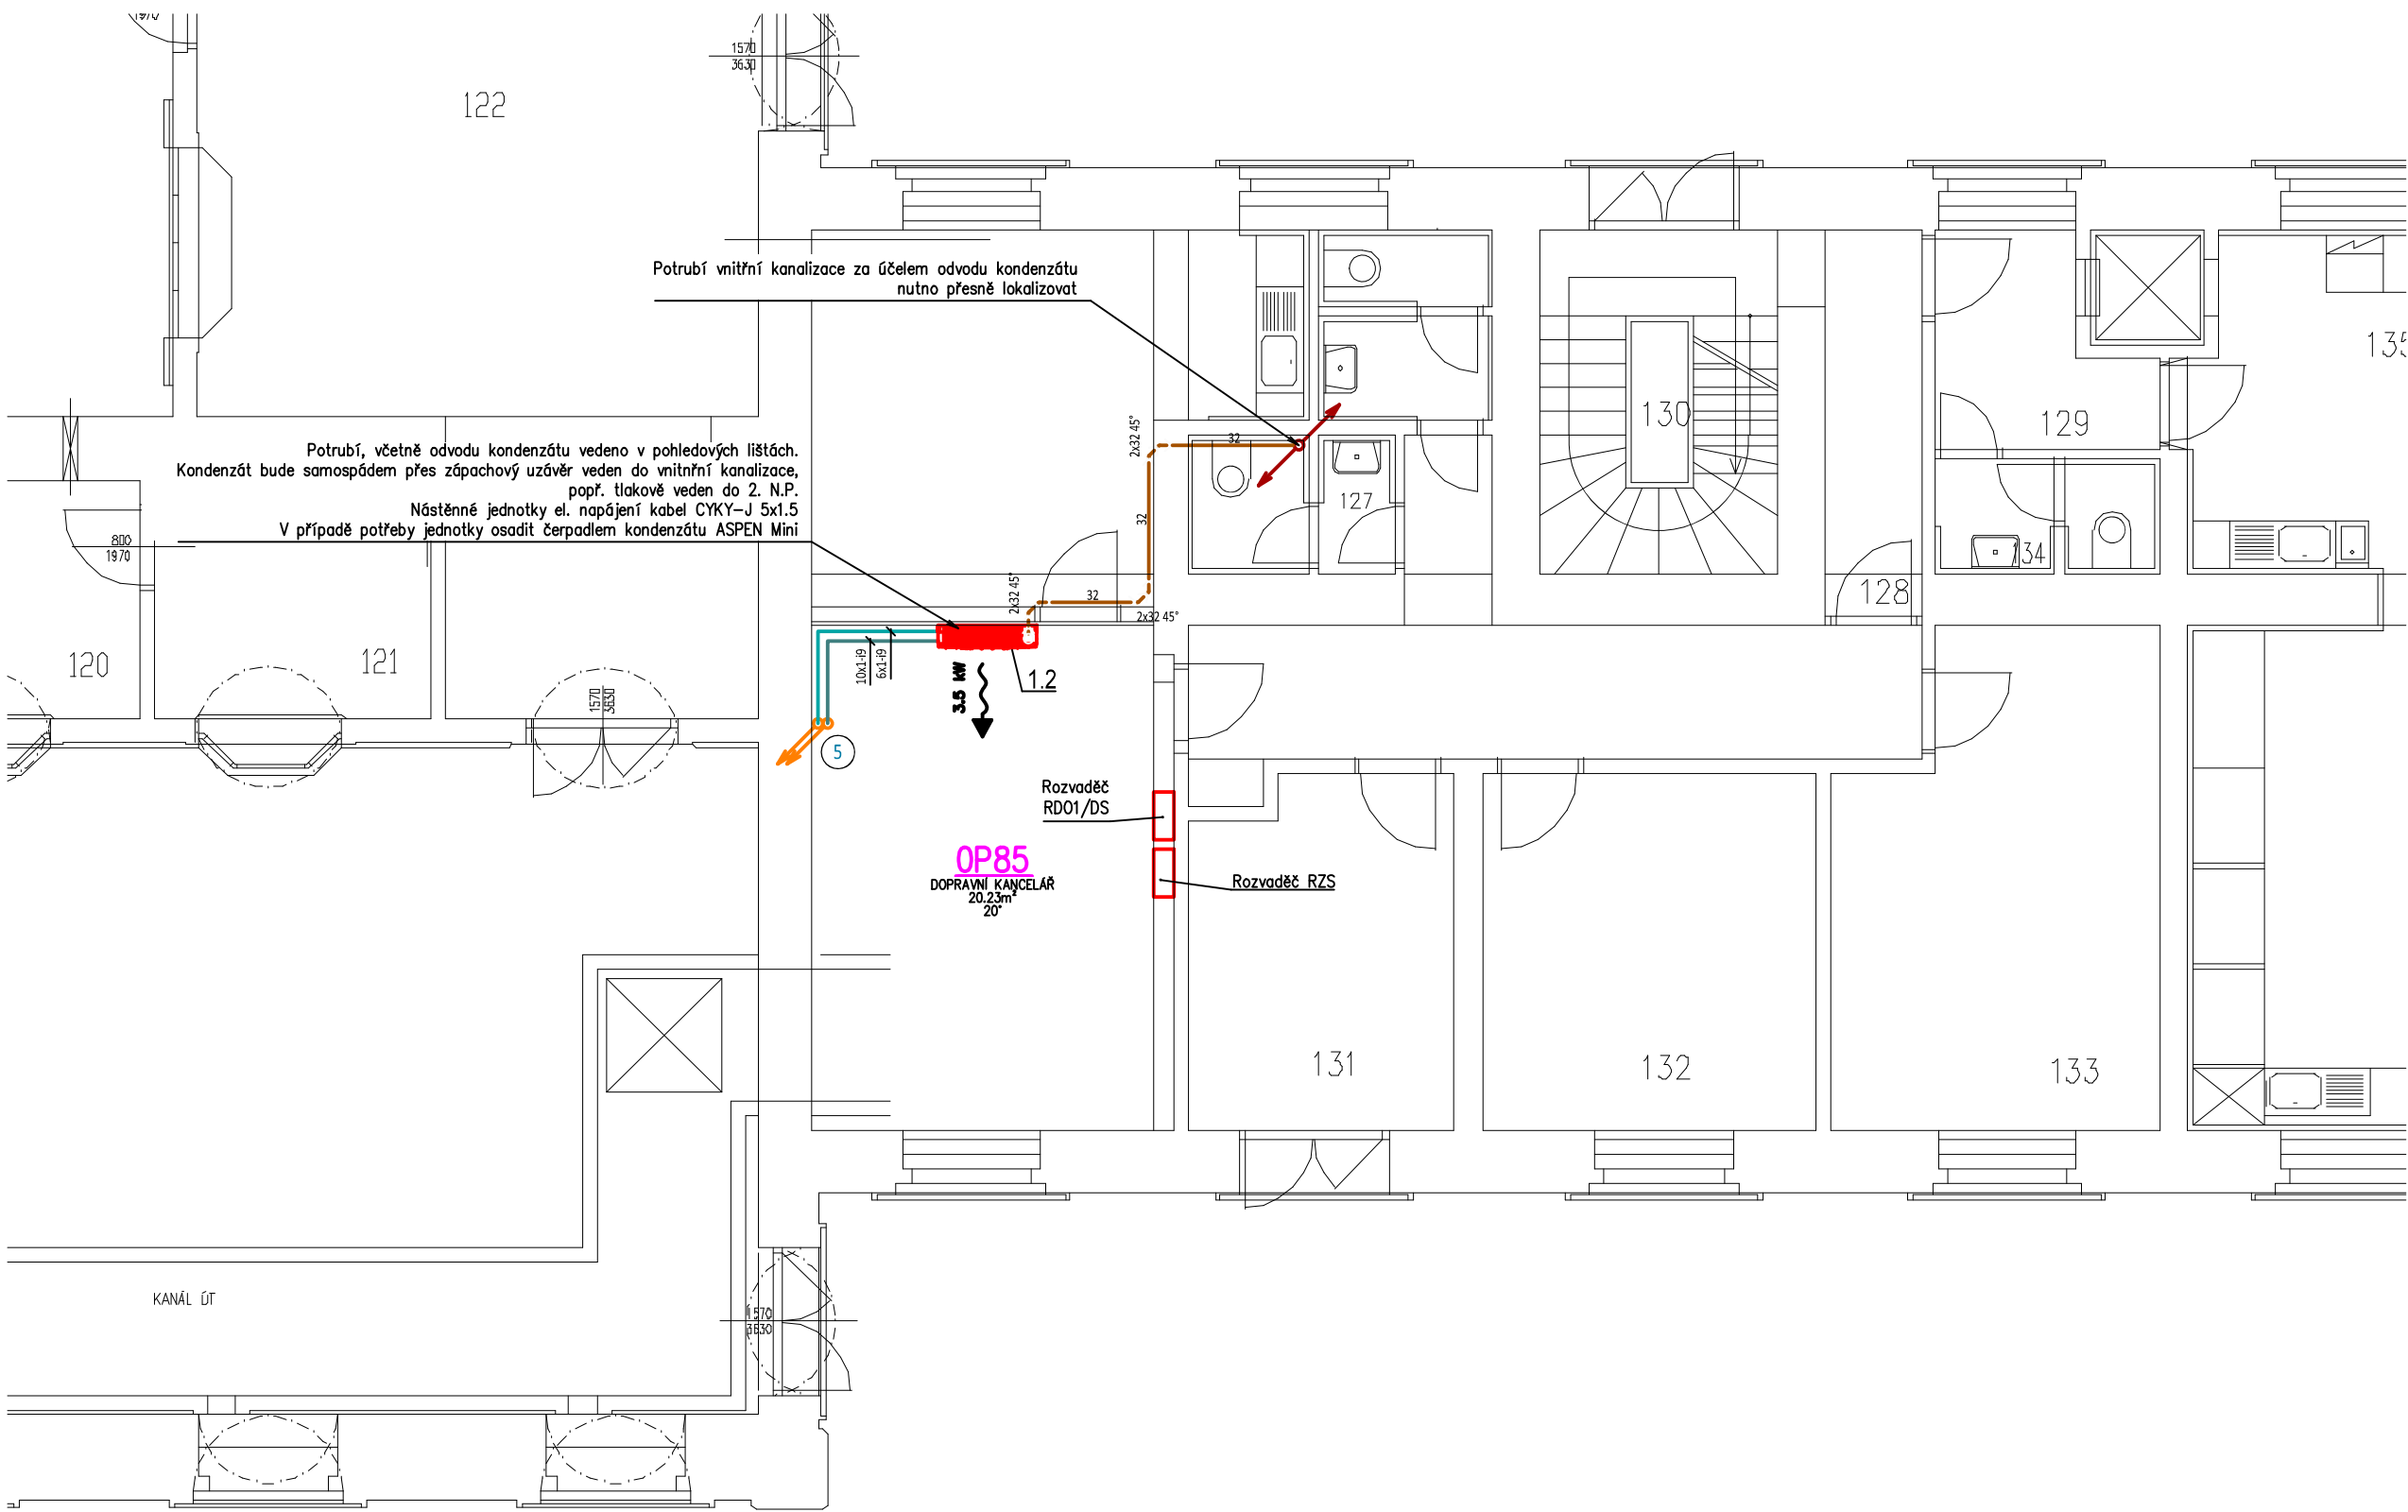 1970
1570
3630
122
Potrubí vnitřní kanalizace za účelem odvodu kondenzátu
nutno přesně lokalizovat
135
130
129
Potrubí, včetně odvodu kondenzátu vedeno v pohledových lištách.
Kondenzát bude samospádem přes zápachový uzávěr veden do vnitnřní kanalizace,
popř. tlakově veden do 2. N.P.
Nástěnné jednotky el. napájení kabel CYKY-J 5x1.5
V případě potřeby jednotky osadit čerpadlem kondenzátu ASPEN Mini
2x32 45°
32
127
32
800
1970
134
128
2x32 45°
32
2x32 45°
120
121
10x1-i9
6x1-i9
3.5 kW
1.2
1570
3630
5
Rozvaděč
RD01/DS
OP85
DOPRAVNÍ KANCELÁŘ
20.23m²
20°
Rozvaděč RZS
131
132
133
KANÁL ÚT
1570
3630